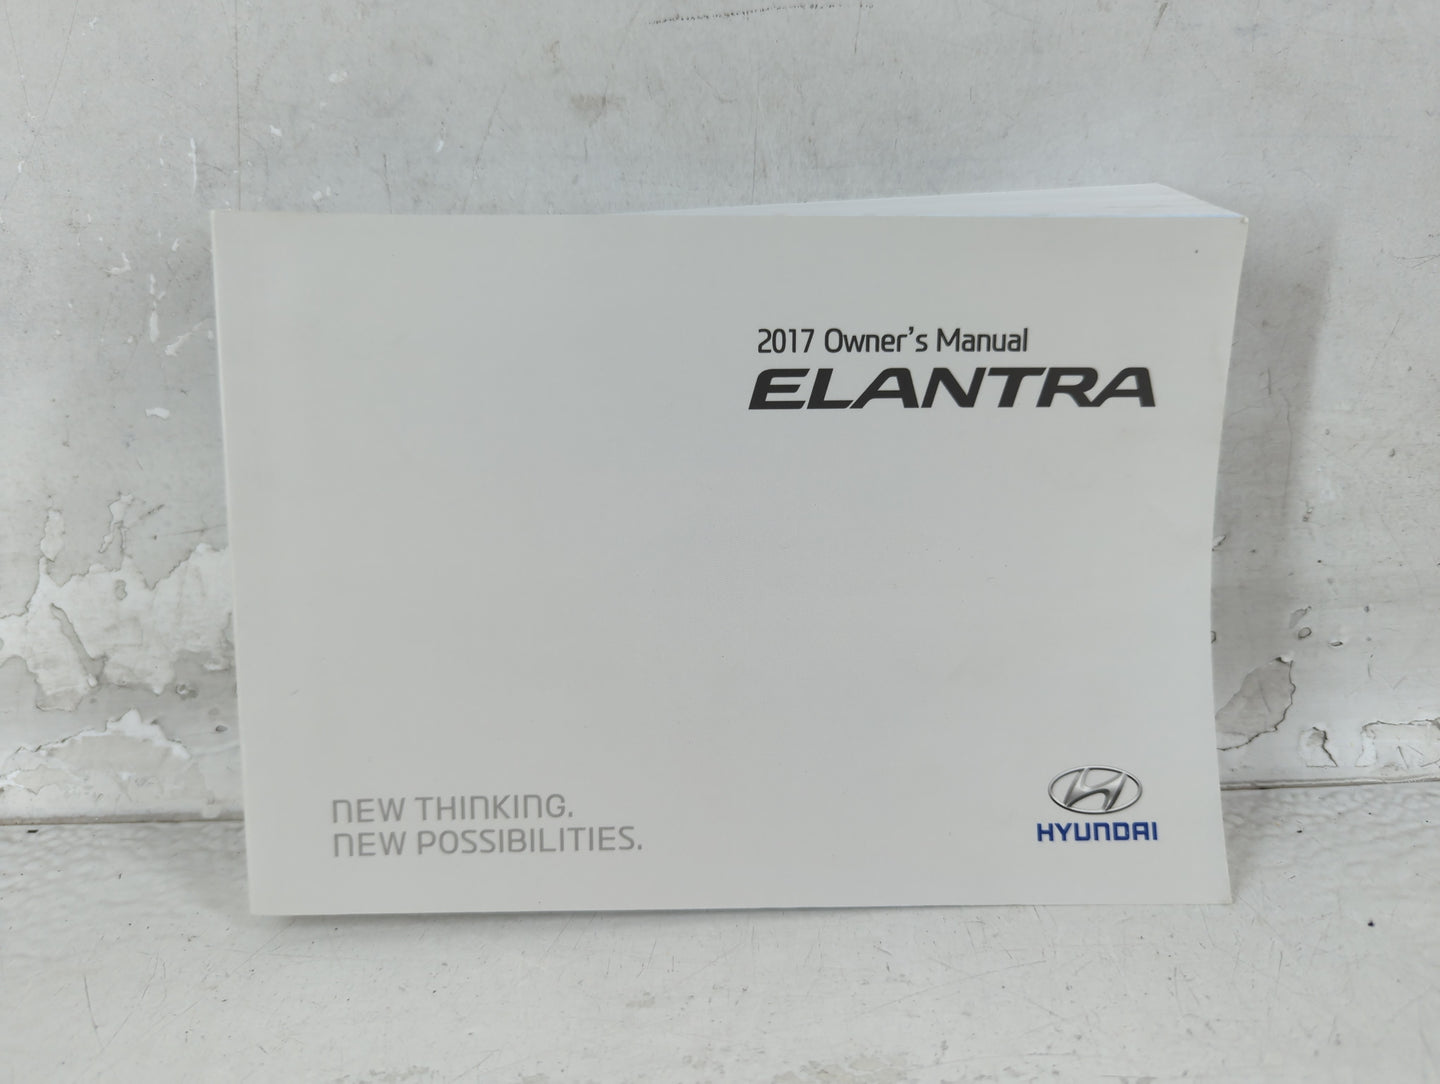 2017 Owner's Manual
ELANTRA
NEW THINKING.
NEW POSSIBILITIES.
HYUNDAI